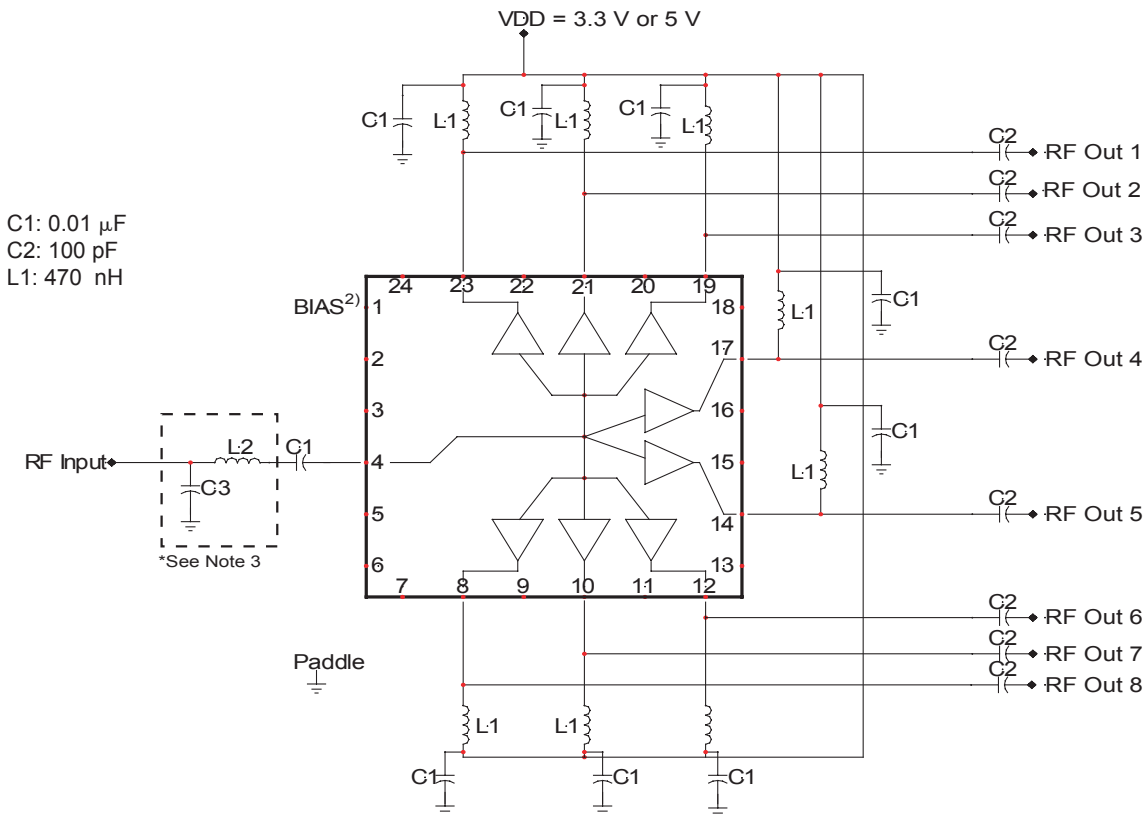 VDD = 3.3 V or 5 V
C1
L1
C1
L1
C1
L1
C2
RF Out 1
C2
RF Out 2
C2
RF Out 3
C1: 0.01 μF
C2: 100 pF
L1: 470 nH
24
23
22
21
20
19
BIAS2)
1
18
L1
C1
2
17
C2
RF Out 4
3
16
C1
RF Input
L2
C1
4
15
L1
C3
5
14
C2
RF Out 5
*See Note 3
6
13
7
8
9
10
11
12
C2
RF Out 6
C2
RF Out 7
C2
RF Out 8
Paddle
L1
L1
C1
C1
C1